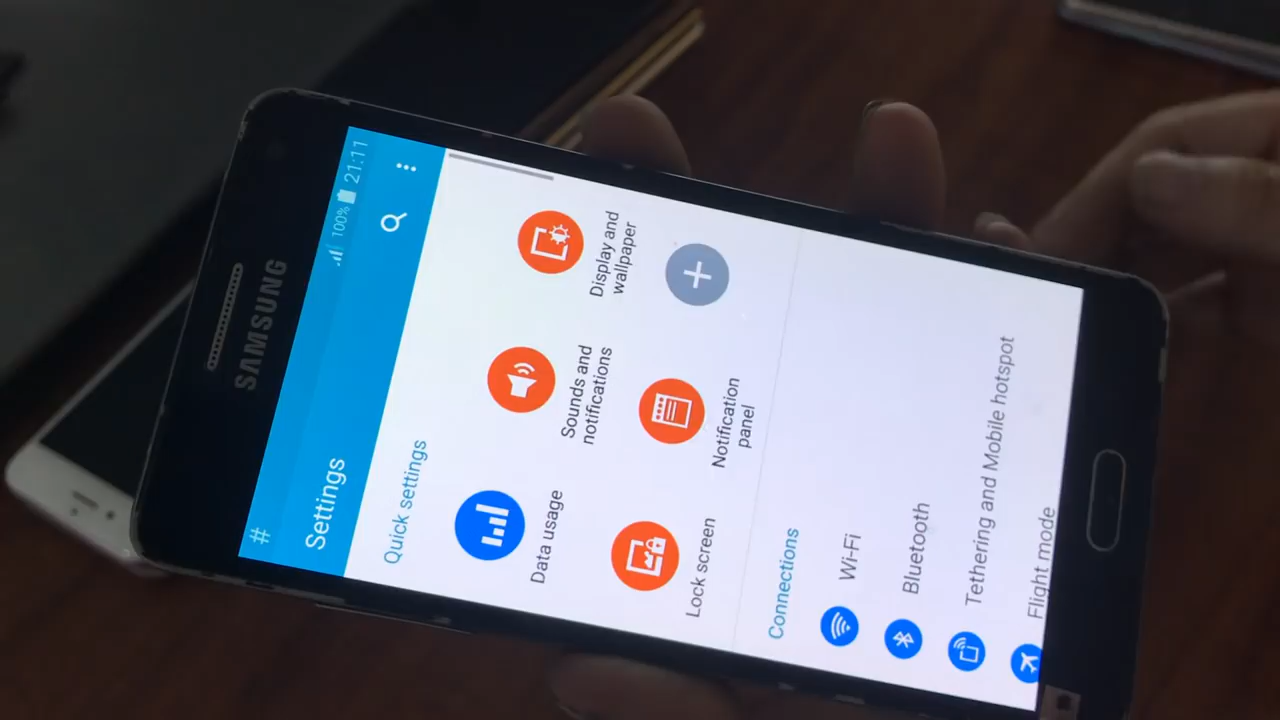 SAMSUNG
#
100% 21:11
Settings
Quick settings
Data usage
Sounds and
notifications
Display and
wallpaper
Lock screen
Notification
panel
Connections
Wi-Fi
Bluetooth
Tethering and Mobile hotspot
Flight mode